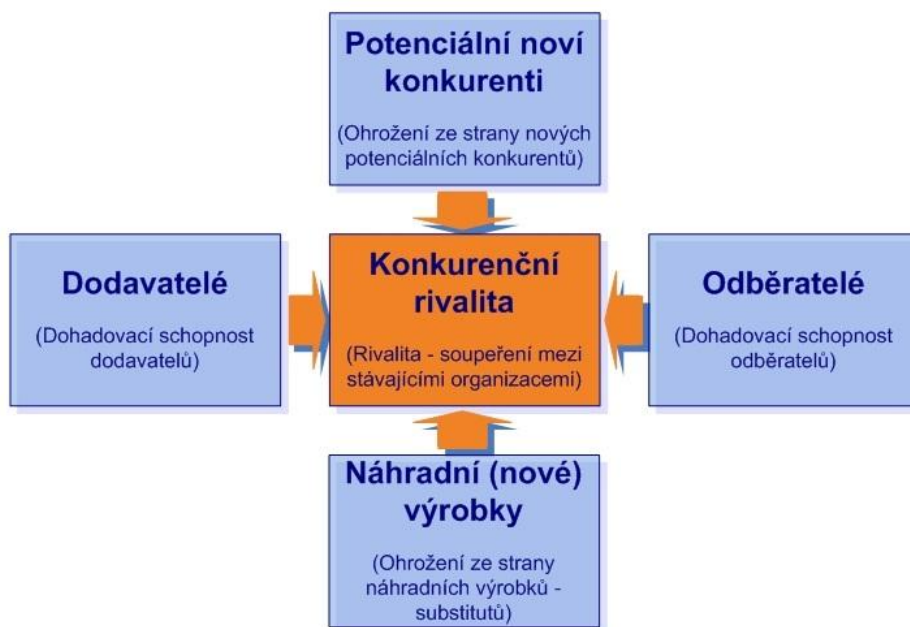 Potenciální noví
konkurenti
(Ohrožení ze strany nových
potenciálních konkurentů)
Dodavatelé
(Dohadovací schopnost
dodavatelů)
Konkurenční
rivalita
(Rivalita - soupeření mezi
stávajícími organizacemi)
Odběratelé
(Dohadovací schopnost
odběratelů)
Náhradní (nové)
výrobky
(Ohrožení ze strany
náhradních výrobků -
substitutů)